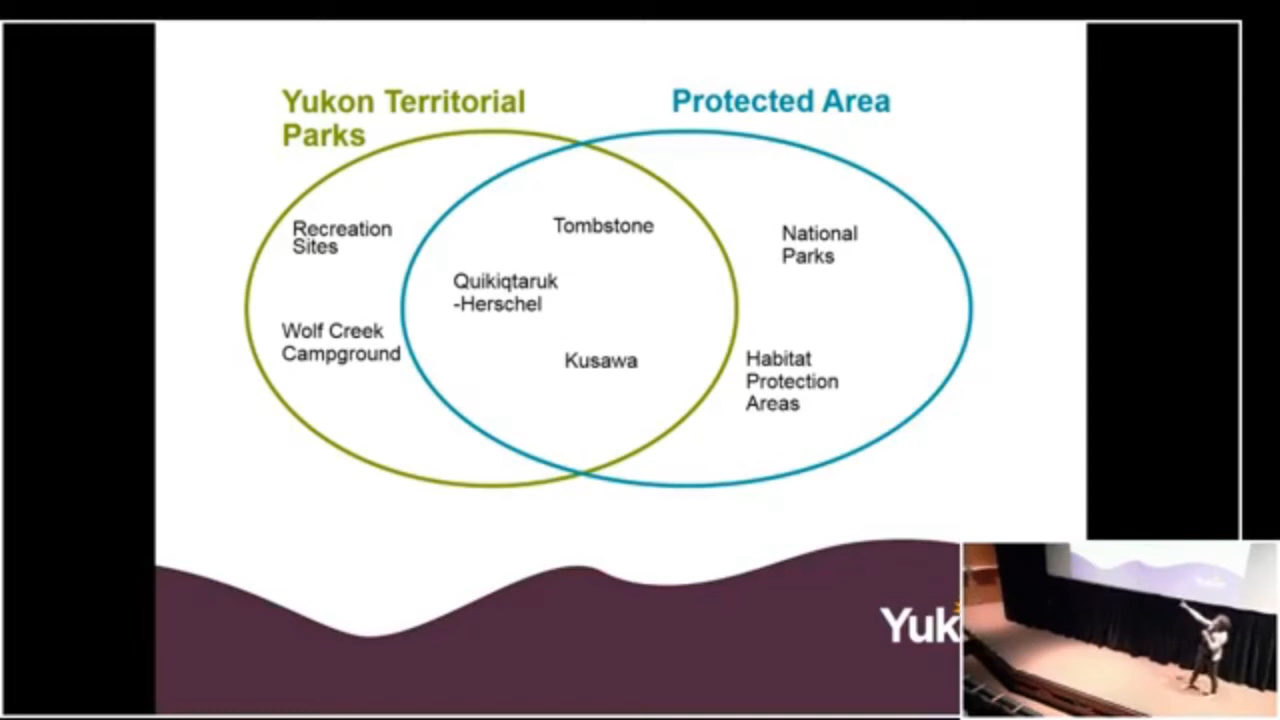 Yukon Territorial
Parks
Protected Area
Recreation
Sites
Tombstone
National
Parks
Quikiqtaruk
-Herschel
Wolf Creek
Campground
Kusawa
Habitat
Protection
Areas
Yuk